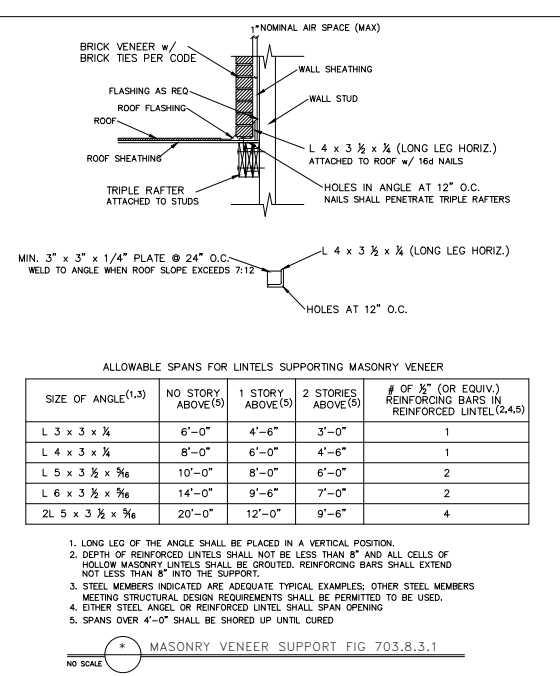 1" NOMINAL AIR SPACE (MAX)
BRICK VENEER w/
BRICK TIES PER CODE
WALL SHEATHING
FLASHING AS REQ
WALL STUD
ROOF FLASHING
ROOF
L 4 x 3 ½ x ¼ (LONG LEG HORIZ.)
ATTACHED TO ROOF w/ 16d NAILS
ROOF SHEATHING
HOLES IN ANGLE AT 12" O.C.
NAILS SHALL PENETRATE TRIPLE RAFTERS
TRIPLE RAFTER
ATTACHED TO STUDS
L 4 x 3 ½ x ¼ (LONG LEG HORIZ.)
MIN. 3" x 3" x 1/4" PLATE @ 24" O.C.
WELD TO ANGLE WHEN ROOF SLOPE EXCEEDS 7:12
HOLES AT 12" O.C.
ALLOWABLE SPANS FOR LINTELS SUPPORTING MASONRY VENEER
SIZE OF ANGLE(1,3) NO STORY ABOVE(5) 1 STORY ABOVE(5) 2 STORIES ABOVE(5) # OF ½" (OR EQUIV.) REINFORCING BARS IN REINFORCED LINTEL(2,4,5)
L 3 x 3 x ¼ 6'-0" 4'-6" 3'-0" 1
L 4 x 3 x ¼ 8'-0" 6'-0" 4'-6" 1
L 5 x 3 ½ x 5/16 10'-0" 8'-0" 6'-0" 2
L 6 x 3 ½ x 5/16 14'-0" 9'-6" 7'-0" 2
2L 5 x 3 ½ x 5/16 20'-0" 12'-0" 9'-6" 4
1. LONG LEG OF THE ANGLE SHALL BE PLACED IN A VERTICAL POSITION.
2. DEPTH OF REINFORCED LINTELS SHALL NOT BE LESS THAN 8" AND ALL CELLS OF
HOLLOW MASONRY LINTELS SHALL BE GROUTED. REINFORCING BARS SHALL EXTEND
NOT LESS THAN 8" INTO THE SUPPORT.
3. STEEL MEMBERS INDICATED ARE ADEQUATE TYPICAL EXAMPLES; OTHER STEEL MEMBERS
MEETING STRUCTURAL DESIGN REQUIREMENTS SHALL BE PERMITTED TO BE USED.
4. EITHER STEEL ANGEL OR REINFORCED LINTEL SHALL SPAN OPENING
5. SPANS OVER 4'-0" SHALL BE SHORED UP UNTIL CURED
* MASONRY VENEER SUPPORT FIG 703.8.3.1
NO SCALE